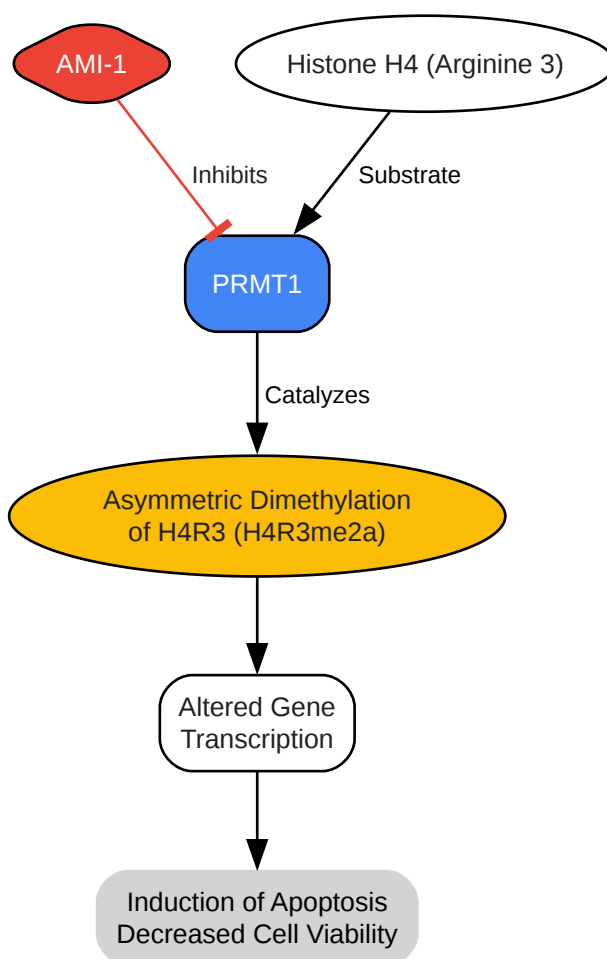 AMI-1
Histone H4 (Arginine 3)
Inhibits
Substrate
PRMT1
Catalyzes
Asymmetric Dimethylation
of H4R3 (H4R3me2a)
Altered Gene
Transcription
Induction of Apoptosis
Decreased Cell Viability